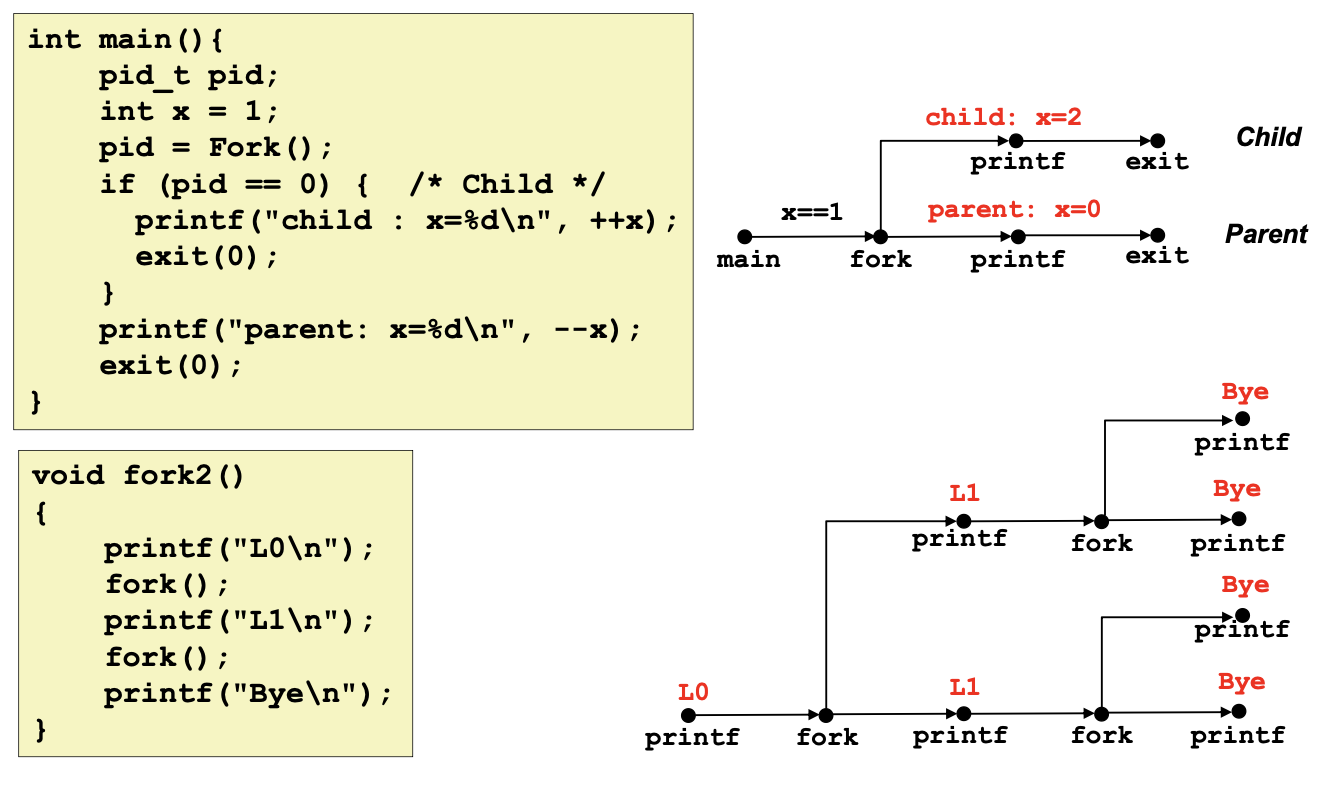 int main(){
    pid_t pid;
    int x = 1;
    pid = Fork();
    if (pid == 0) {  /* Child */
      printf("child : x=%d\n", ++x);
      exit(0);
    }
    printf("parent: x=%d\n", --x);
    exit(0);
}
child: x=2
printf
exit
Child
x==1
parent: x=0
main
fork
printf
exit
Parent
void fork2()
{
    printf("L0\n");
    fork();
    printf("L1\n");
    fork();
    printf("Bye\n");
}
Bye
printf
L1
Bye
printf
fork
printf
Bye
printf
L0
L1
Bye
printf
fork
printf
fork
printf